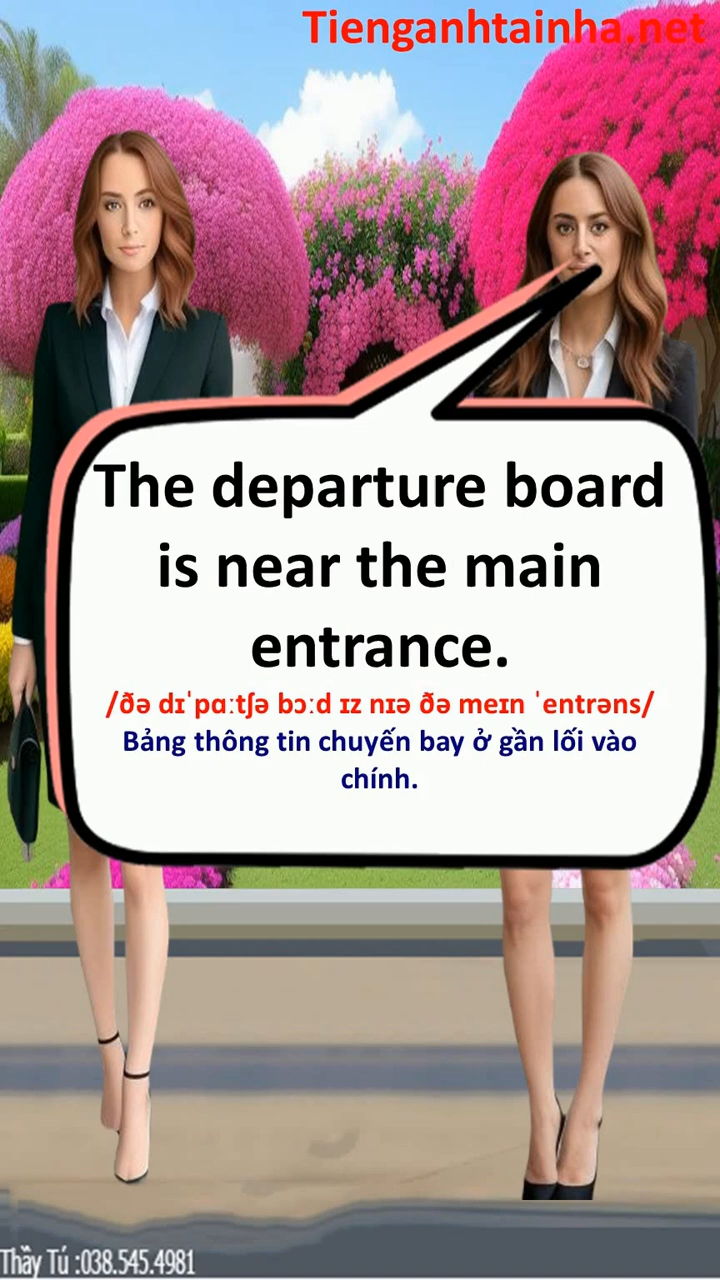 Tienganhtainha.net
The departure board
is near the main
entrance.
/ðə dɪˈpɑːtʃə bɔːd ɪz nɪə ðə meɪn ˈentrəns/
Bảng thông tin chuyến bay ở gần lối vào
chính.
Thầy Tú :038.545.4981